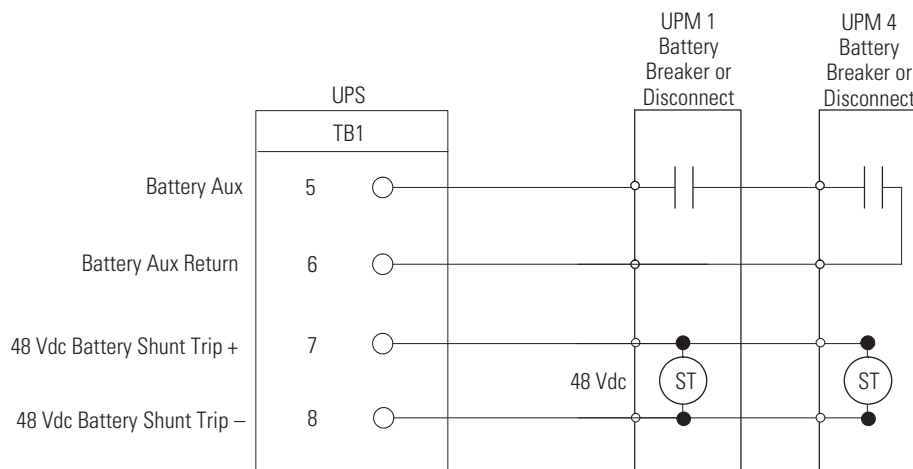 UPM 1
Battery
Breaker or
Disconnect
UPM 4
Battery
Breaker or
Disconnect
UPS
TB1
Battery Aux
5
Battery Aux Return
6
48 Vdc Battery Shunt Trip +
7
48 Vdc
ST
ST
48 Vdc Battery Shunt Trip –
8